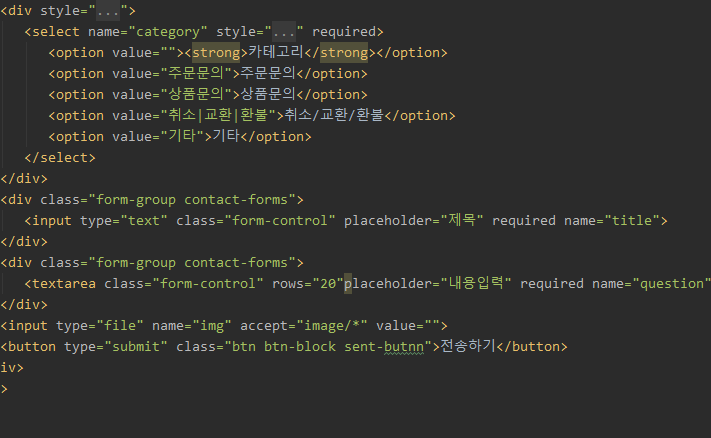 <div style="...">
<select name="category" style="..." required>
<option value=""><strong>카테고리</strong></option>
<option value="주문문의">주문문의</option>
<option value="상품문의">상품문의</option>
<option value="취소|교환|환불">취소/교환/환불</option>
<option value="기타">기타</option>
</select>
</div>
<div class="form-group contact-forms">
<input type="text" class="form-control" placeholder="제목" required name="title">
</div>
<div class="form-group contact-forms">
<textarea class="form-control" rows="20"placeholder="내용입력" required name="question"
</div>
<input type="file" name="img" accept="image/*" value="">
<button type="submit" class="btn btn-block sent-butnn">전송하기</button>
iv>
>